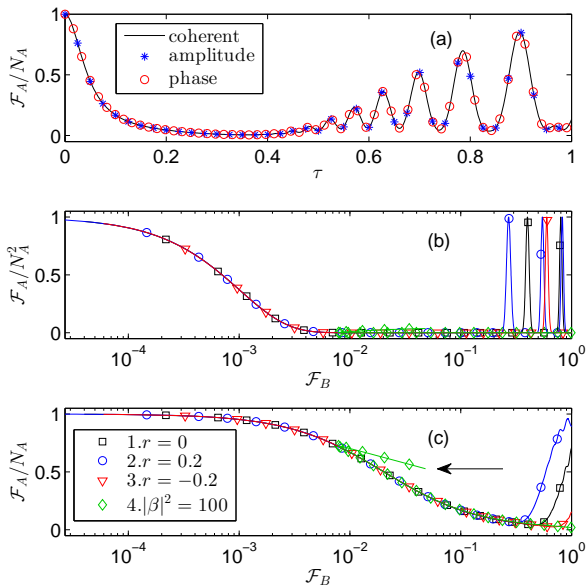 1
0.5
0
0 0.2 0.4 0.6 0.8 1
τ
F_A/N_A
coherent
amplitude
phase
(a)
1
0.5
0
10^{-4} 10^{-3} 10^{-2} 10^{-1} 10^0
F_B
F_A/N_A^2
(b)
1
0.5
0
10^{-4} 10^{-3} 10^{-2} 10^{-1} 10^0
F_B
F_A/N_A
(c)
1.r = 0
2.r = 0.2
3.r = −0.2
4.|β|^2 = 100